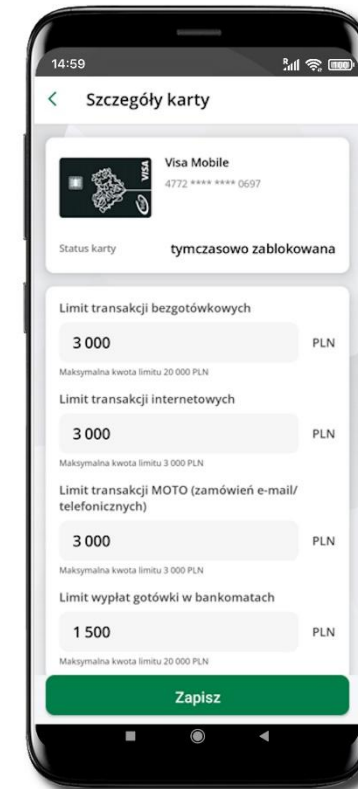 14:59
Szczegóły karty
VISA
Visa Mobile
4772 **** **** 0697
Status karty
tymczasowo zablokowana
Limit transakcji bezgotówkowych
3 000 PLN
Maksymalna kwota limitu 20 000 PLN
Limit transakcji internetowych
3 000 PLN
Maksymalna kwota limitu 3 000 PLN
Limit transakcji MOTO (zamówień e-mail/
telefonicznych)
3 000 PLN
Maksymalna kwota limitu 3 000 PLN
Limit wypłat gotówki w bankomatach
1 500 PLN
Maksymalna kwota limitu 20 000 PLN
Zapisz